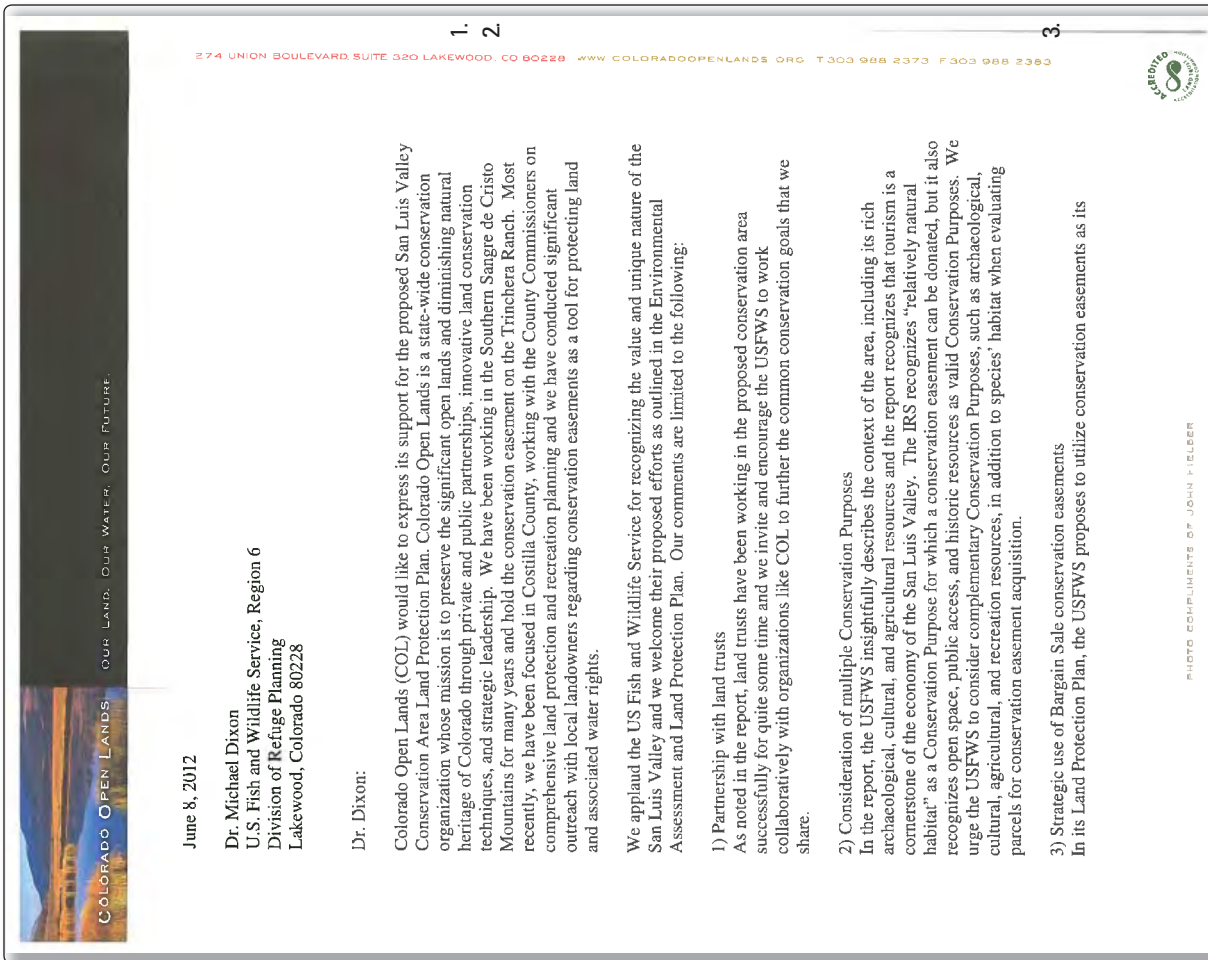 COLORADO OPEN LANDS OUR LAND. OUR WATER. OUR FUTURE.
274 UNION BOULEVARD, SUITE 320 LAKEWOOD, CO 80228 WWW COLORADOOPENLANDS ORG T 303 988 2373 F 303 988 2383
1.
2.
3.
June 8, 2012
Dr. Michael Dixon
U.S. Fish and Wildlife Service, Region 6
Division of Refuge Planning
Lakewood, Colorado 80228
Dr. Dixon:
Colorado Open Lands (COL) would like to express its support for the proposed San Luis Valley
Conservation Area Land Protection Plan. Colorado Open Lands is a state-wide conservation
organization whose mission is to preserve the significant open lands and diminishing natural
heritage of Colorado through private and public partnerships, innovative land conservation
techniques, and strategic leadership. We have been working in the Southern Sangre de Cristo
Mountains for many years and hold the conservation easement on the Trinchera Ranch. Most
recently, we have been focused in Costilla County, working with the County Commissioners on
comprehensive land protection and recreation planning and we have conducted significant
outreach with local landowners regarding conservation easements as a tool for protecting land
and associated water rights.
We applaud the US Fish and Wildlife Service for recognizing the value and unique nature of the
San Luis Valley and we welcome their proposed efforts as outlined in the Environmental
Assessment and Land Protection Plan. Our comments are limited to the following:
1) Partnership with land trusts
As noted in the report, land trusts have been working in the proposed conservation area
successfully for quite some time and we invite and encourage the USFWS to work
collaboratively with organizations like COL to further the common conservation goals that we
share.
2) Consideration of multiple Conservation Purposes
In the report, the USFWS insightfully describes the context of the area, including its rich
archaeological, cultural, and agricultural resources and the report recognizes that tourism is a
cornerstone of the economy of the San Luis Valley. The IRS recognizes "relatively natural
habitat" as a Conservation Purpose for which a conservation easement can be donated, but it also
recognizes open space, public access, and historic resources as valid Conservation Purposes. We
urge the USFWS to consider complementary Conservation Purposes, such as archaeological,
cultural, agricultural, and recreation resources, in addition to species' habitat when evaluating
parcels for conservation easement acquisition.
3) Strategic use of Bargain Sale conservation easements
In its Land Protection Plan, the USFWS proposes to utilize conservation easements as its
PHOTO COMPLIMENTS OF JOHN FIELDER
ACCREDITED